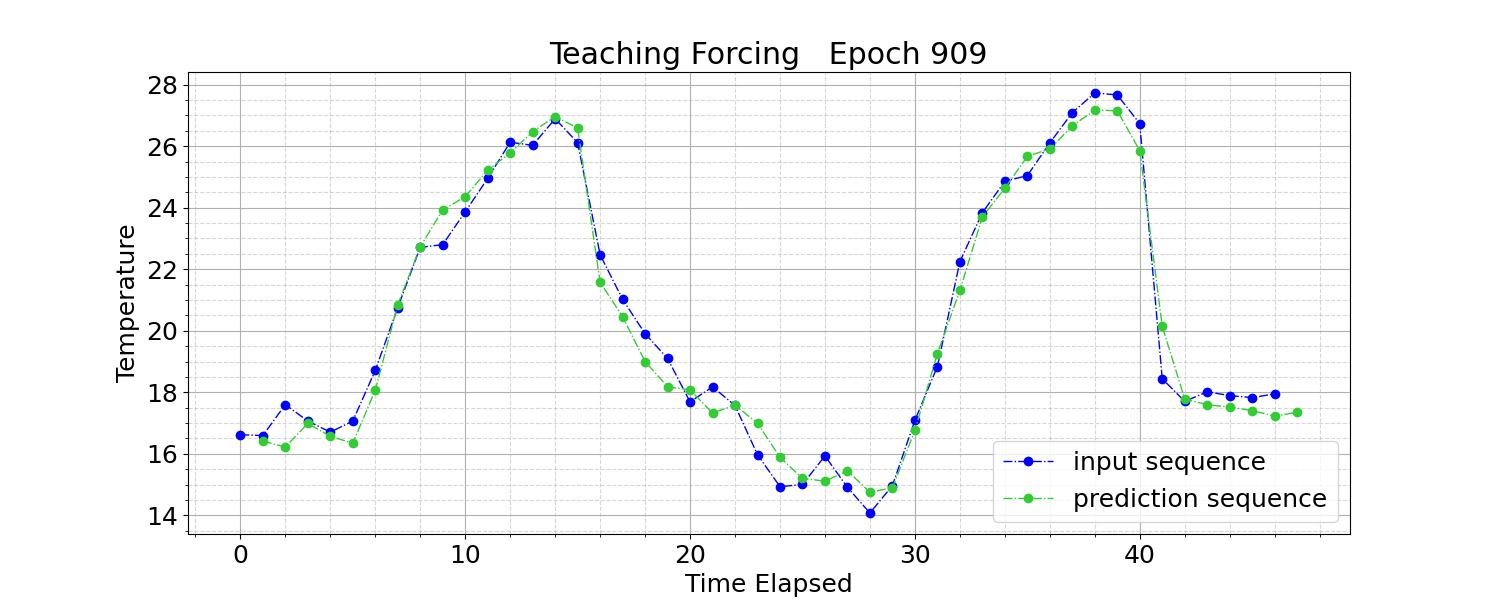 Teaching Forcing   Epoch 909
28
26
24
22
20
18
16
14
Temperature
0 10 20 30 40
Time Elapsed
input sequence
prediction sequence